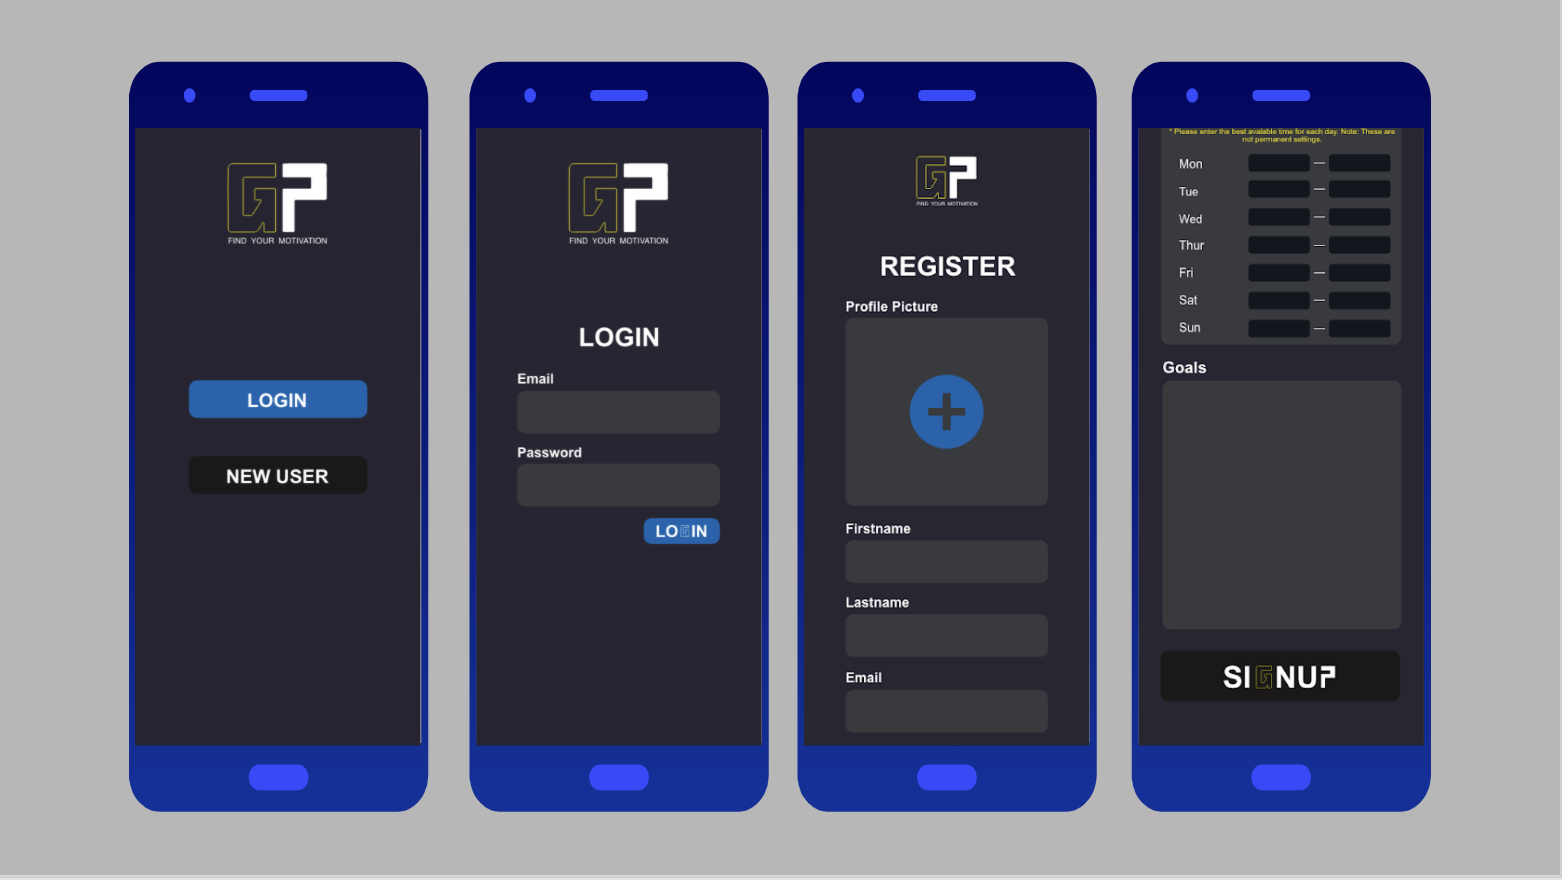 GP
FIND YOUR MOTIVATION
LOGIN
NEW USER
GP
FIND YOUR MOTIVATION
LOGIN
Email
Password
LOGIN
GP
FIND YOUR MOTIVATION
REGISTER
Profile Picture
Firstname
Lastname
Email
* Please enter the best avalable time for each day. Note: These are
not permanent settings.
Mon —
Tue —
Wed —
Thur —
Fri —
Sat —
Sun —
Goals
SIGNUP